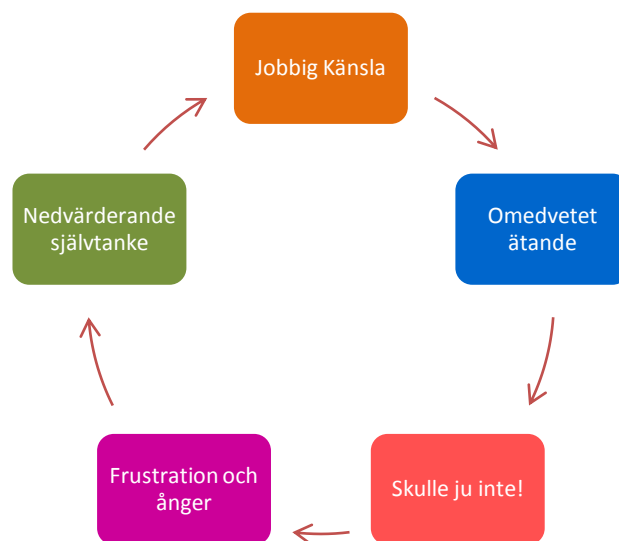 Jobbig Känsla
Omedvetet
ätande
Skulle ju inte!
Frustration och
ånger
Nedvärderande
självtanke